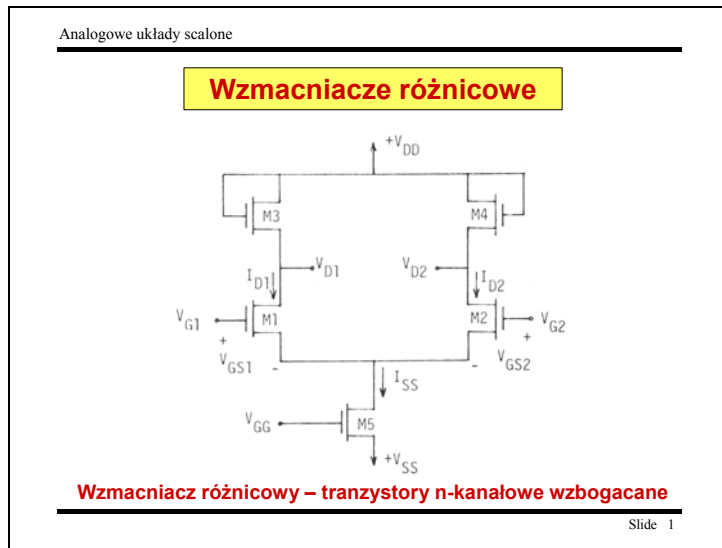 Analogowe układy scalone
Wzmacniacze różnicowe
+VDD
M3
M4
VD1
VD2
ID1
ID2
VG1
M1
M2
VG2
+
+
VGS1
-
-
VGS2
ISS
VGG
M5
+VSS
Wzmacniacz różnicowy – tranzystory n-kanałowe wzbogacane
Slide 1